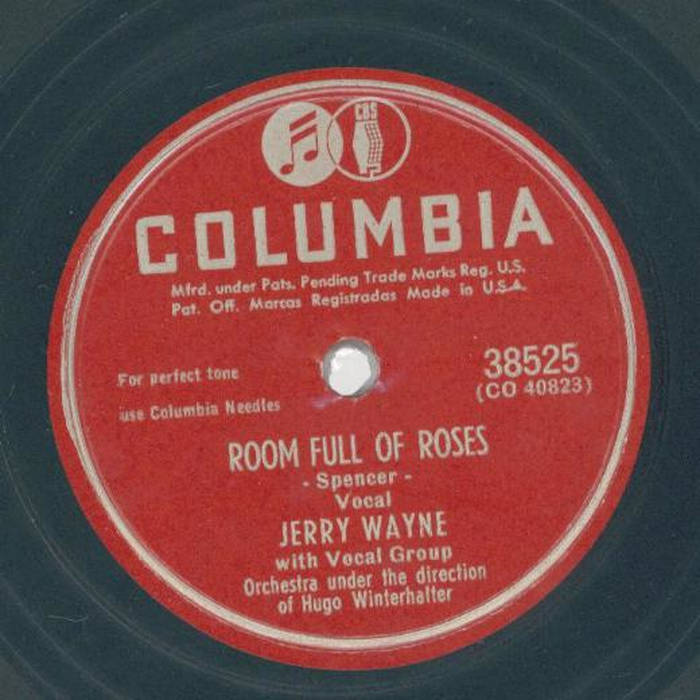 CBS
COLUMBIA
Mfrd. under Pats. Pending Trade Marks Reg. U.S.
Pat. Off. Marcas Registradas Made in U.S.A.
For perfect tone
use Columbia Needles
38525
(CO 40823)
ROOM FULL OF ROSES
- Spencer -
Vocal
JERRY WAYNE
with Vocal Group
Orchestra under the direction
of Hugo Winterhalter